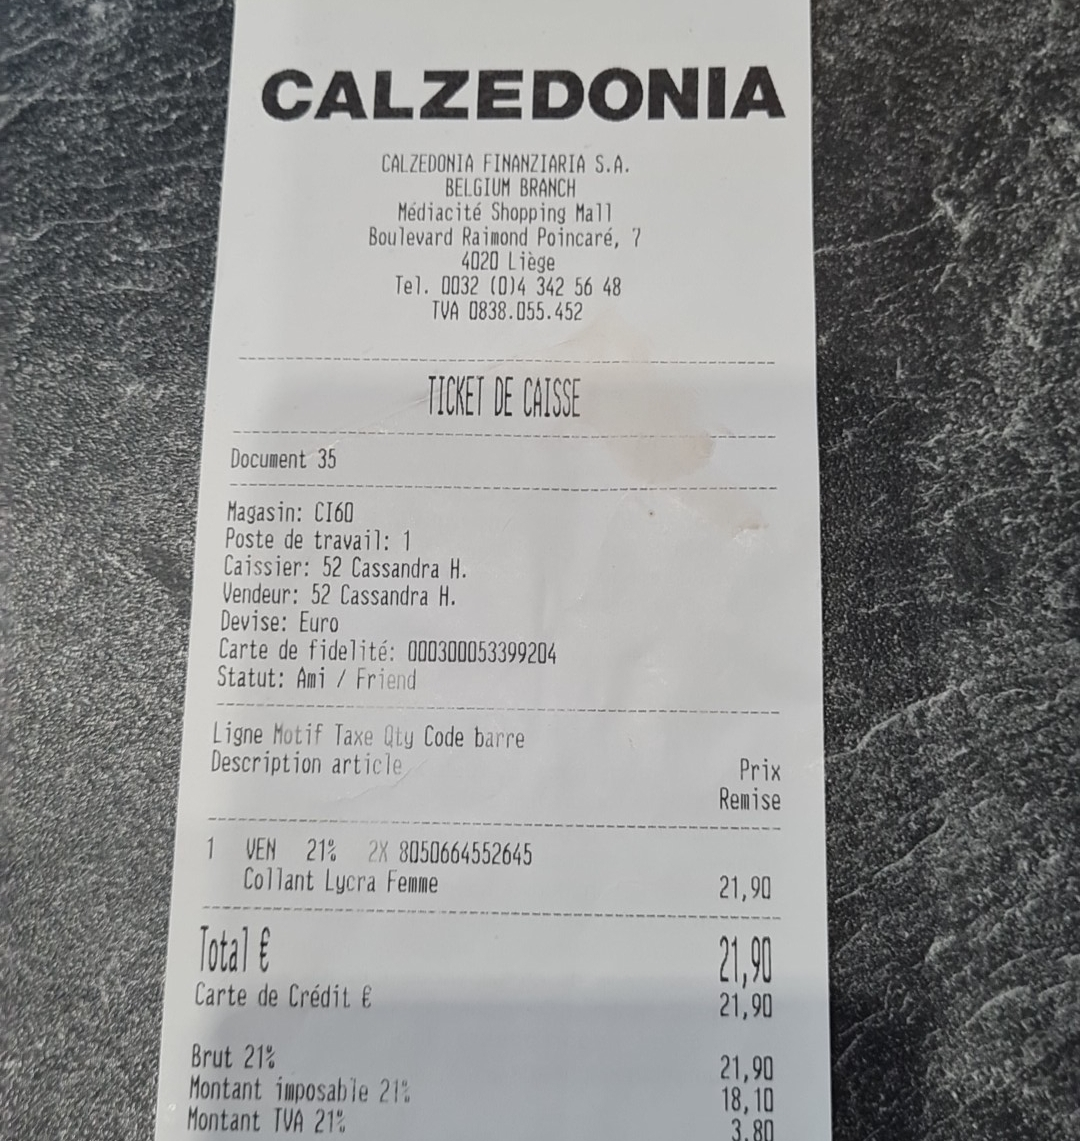 CALZEDONIA
CALZEDONIA FINANZIARIA S.A.
BELGIUM BRANCH
Médiacité Shopping Mall
Boulevard Raimond Poincaré, 7
4020 Liège
Tel. 0032 (0)4 342 56 48
TVA 0838.055.452
TICKET DE CAISSE
Document 35
Magasin: CI60
Poste de travail: 1
Caissier: 52 Cassandra H.
Vendeur: 52 Cassandra H.
Devise: Euro
Carte de fidelité: 000300053399204
Statut: Ami / Friend
Ligne Motif Taxe Qty Code barre
Description article Prix
Remise
1 VEN 21% 2X 8050664552645
Collant Lycra Femme 21,90
Total € 21,90
Carte de Crédit € 21,90
Brut 21% 21,90
Montant imposable 21% 18,10
Montant TVA 21% 3,80